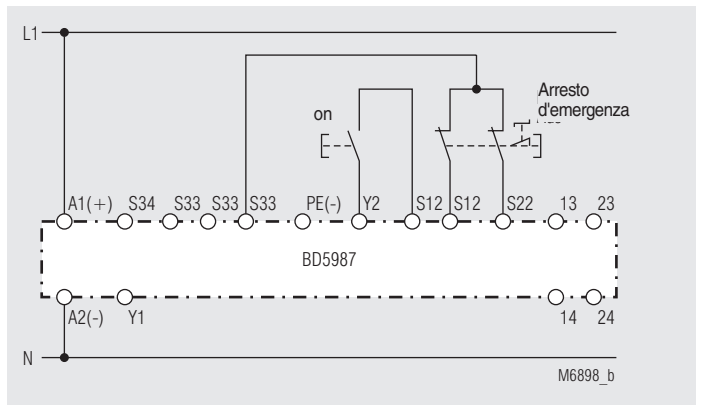 L1
Arresto
d'emergenza
on
A1(+) S34 S33 S33 S33 PE(-) Y2 S12 S12 S22 13 23
BD5987
A2(-) Y1 14 24
N
M6898_b